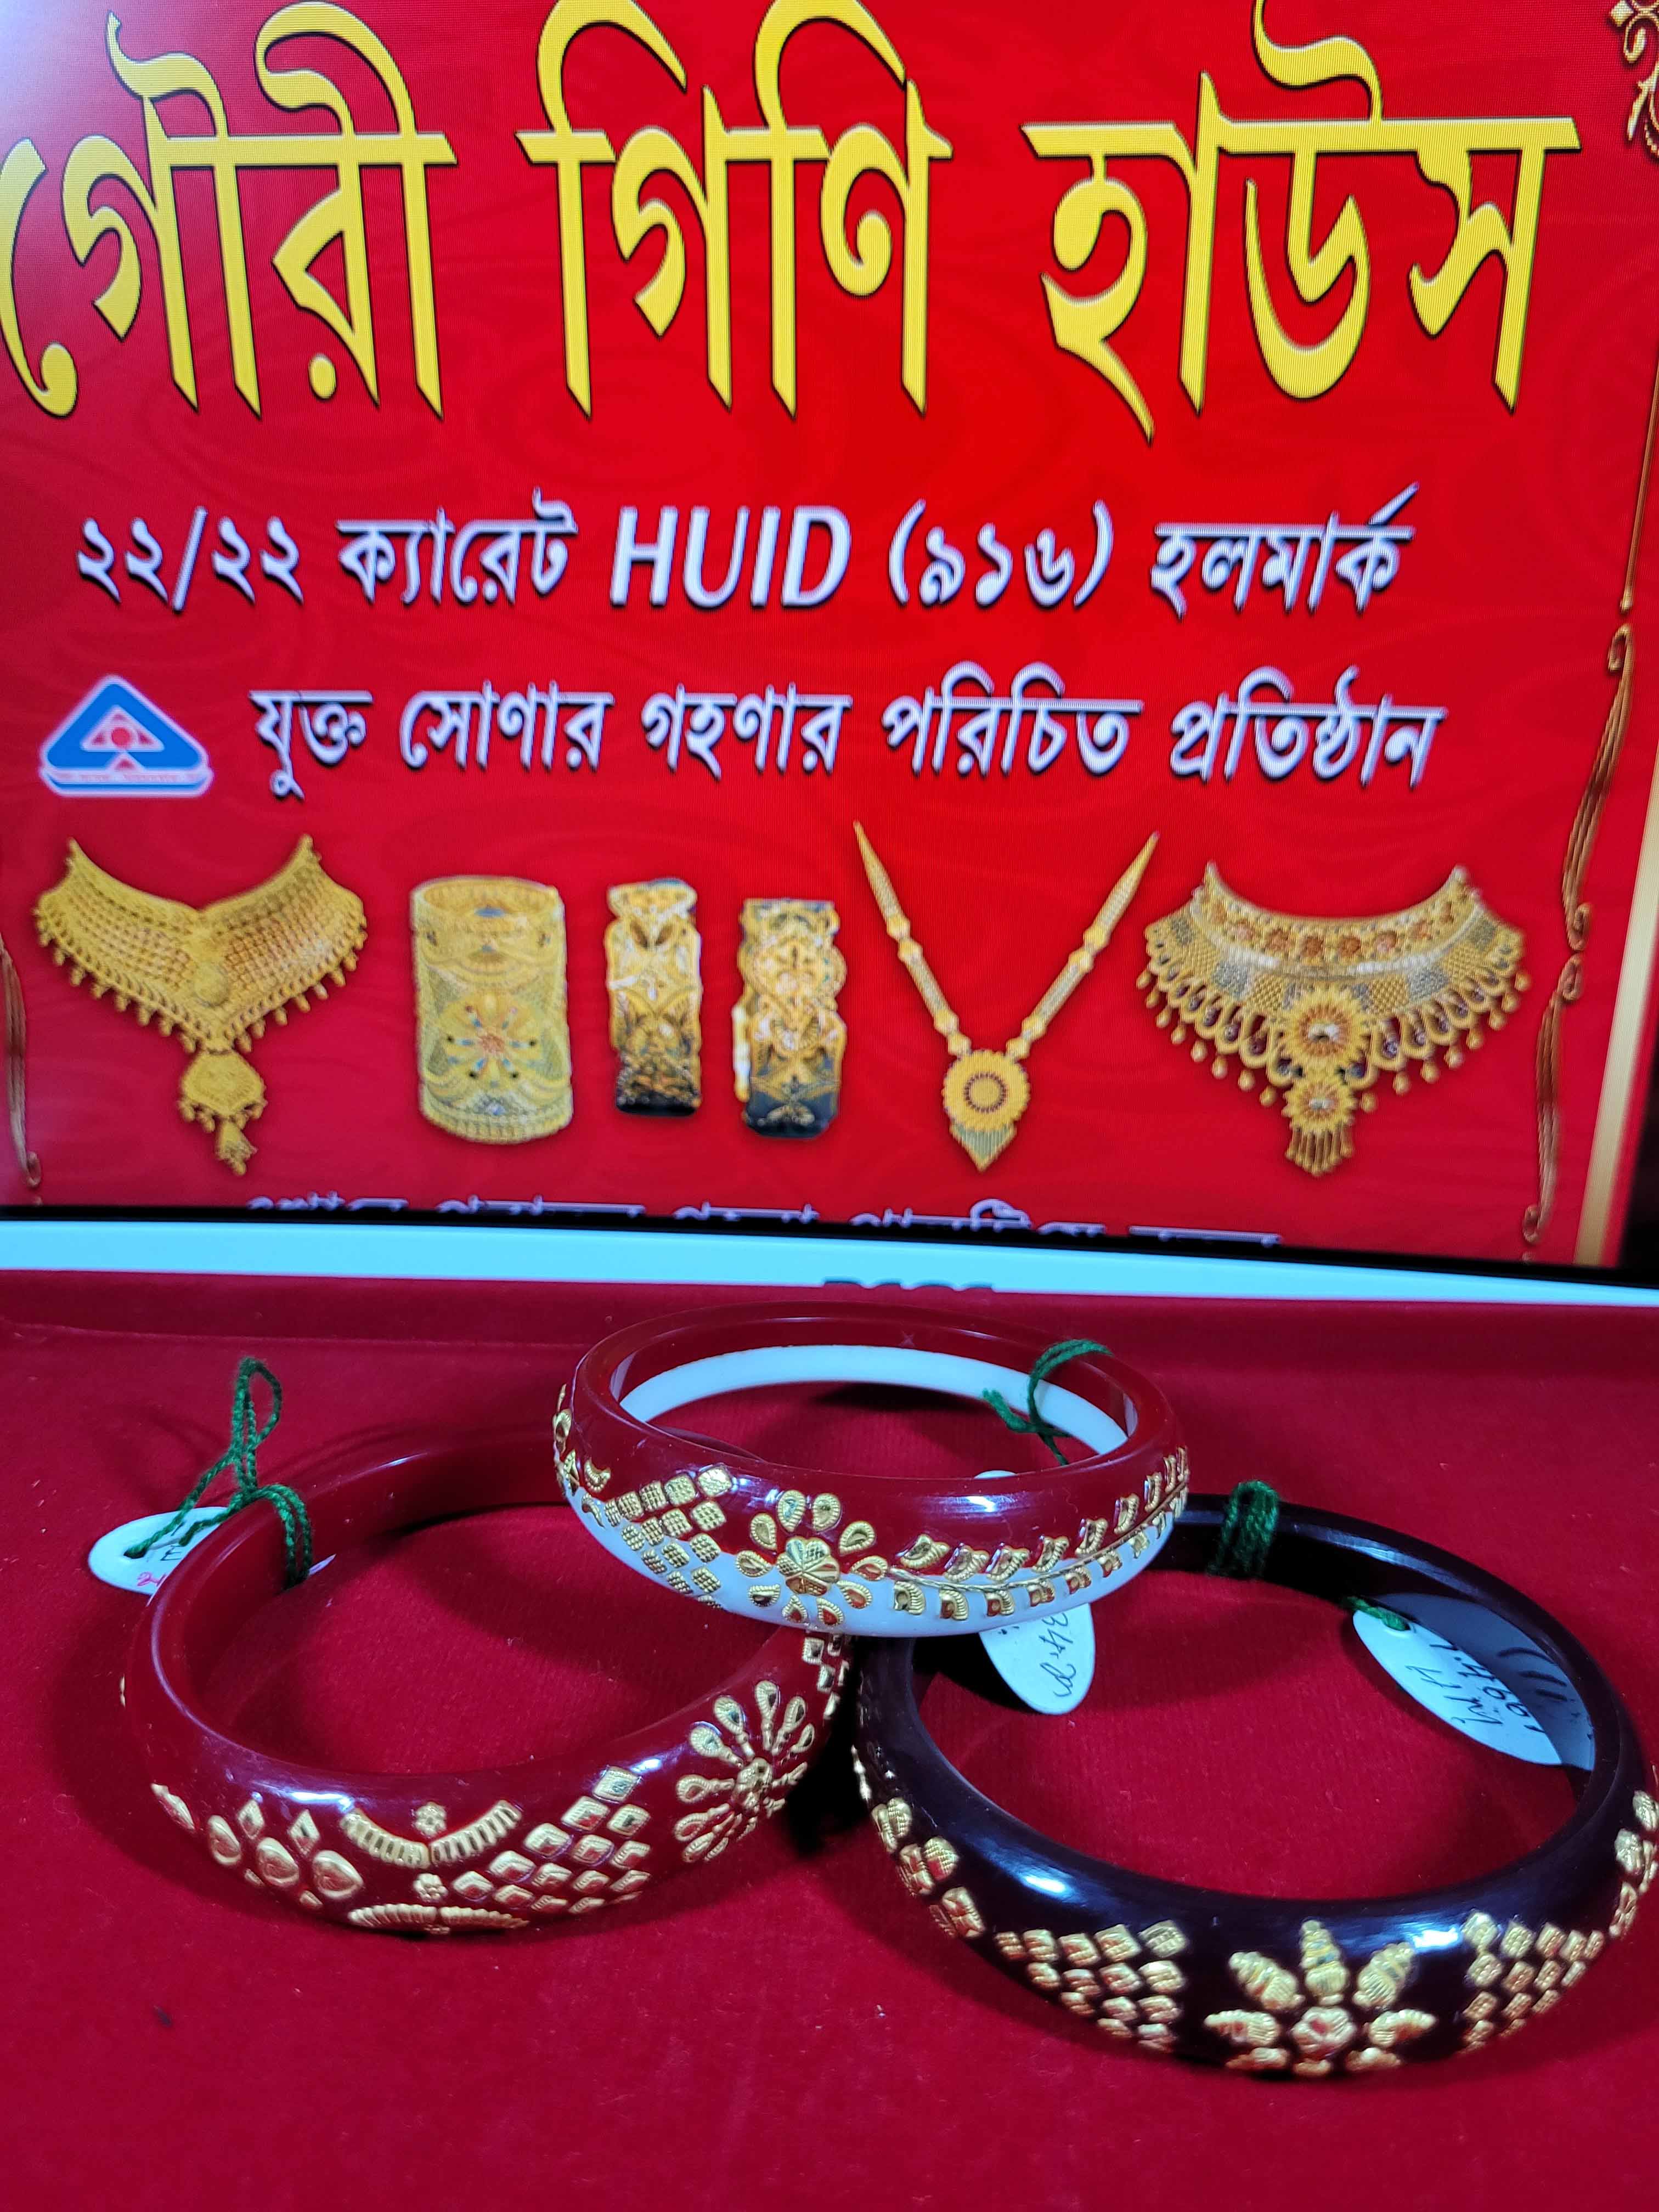 গৌরী গিণি হাউস
২২/২২ ক্যারেট HUID (৯১৬) হলমার্ক
যুক্ত সোণার গহণার পরিচিত প্রতিষ্ঠান